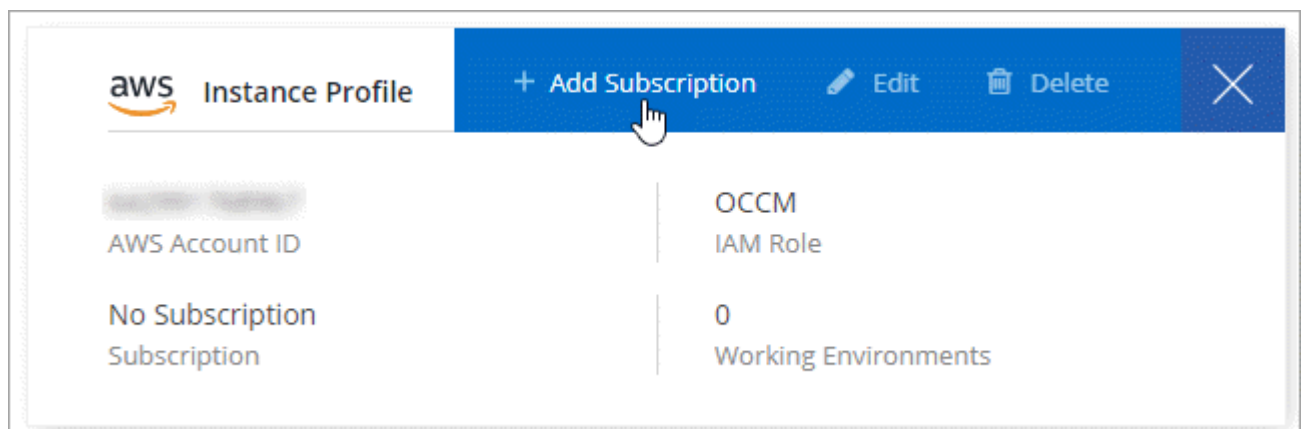 aws Instance Profile + Add Subscription Edit Delete
AWS Account ID
OCCM
IAM Role
No Subscription
Subscription
0
Working Environments